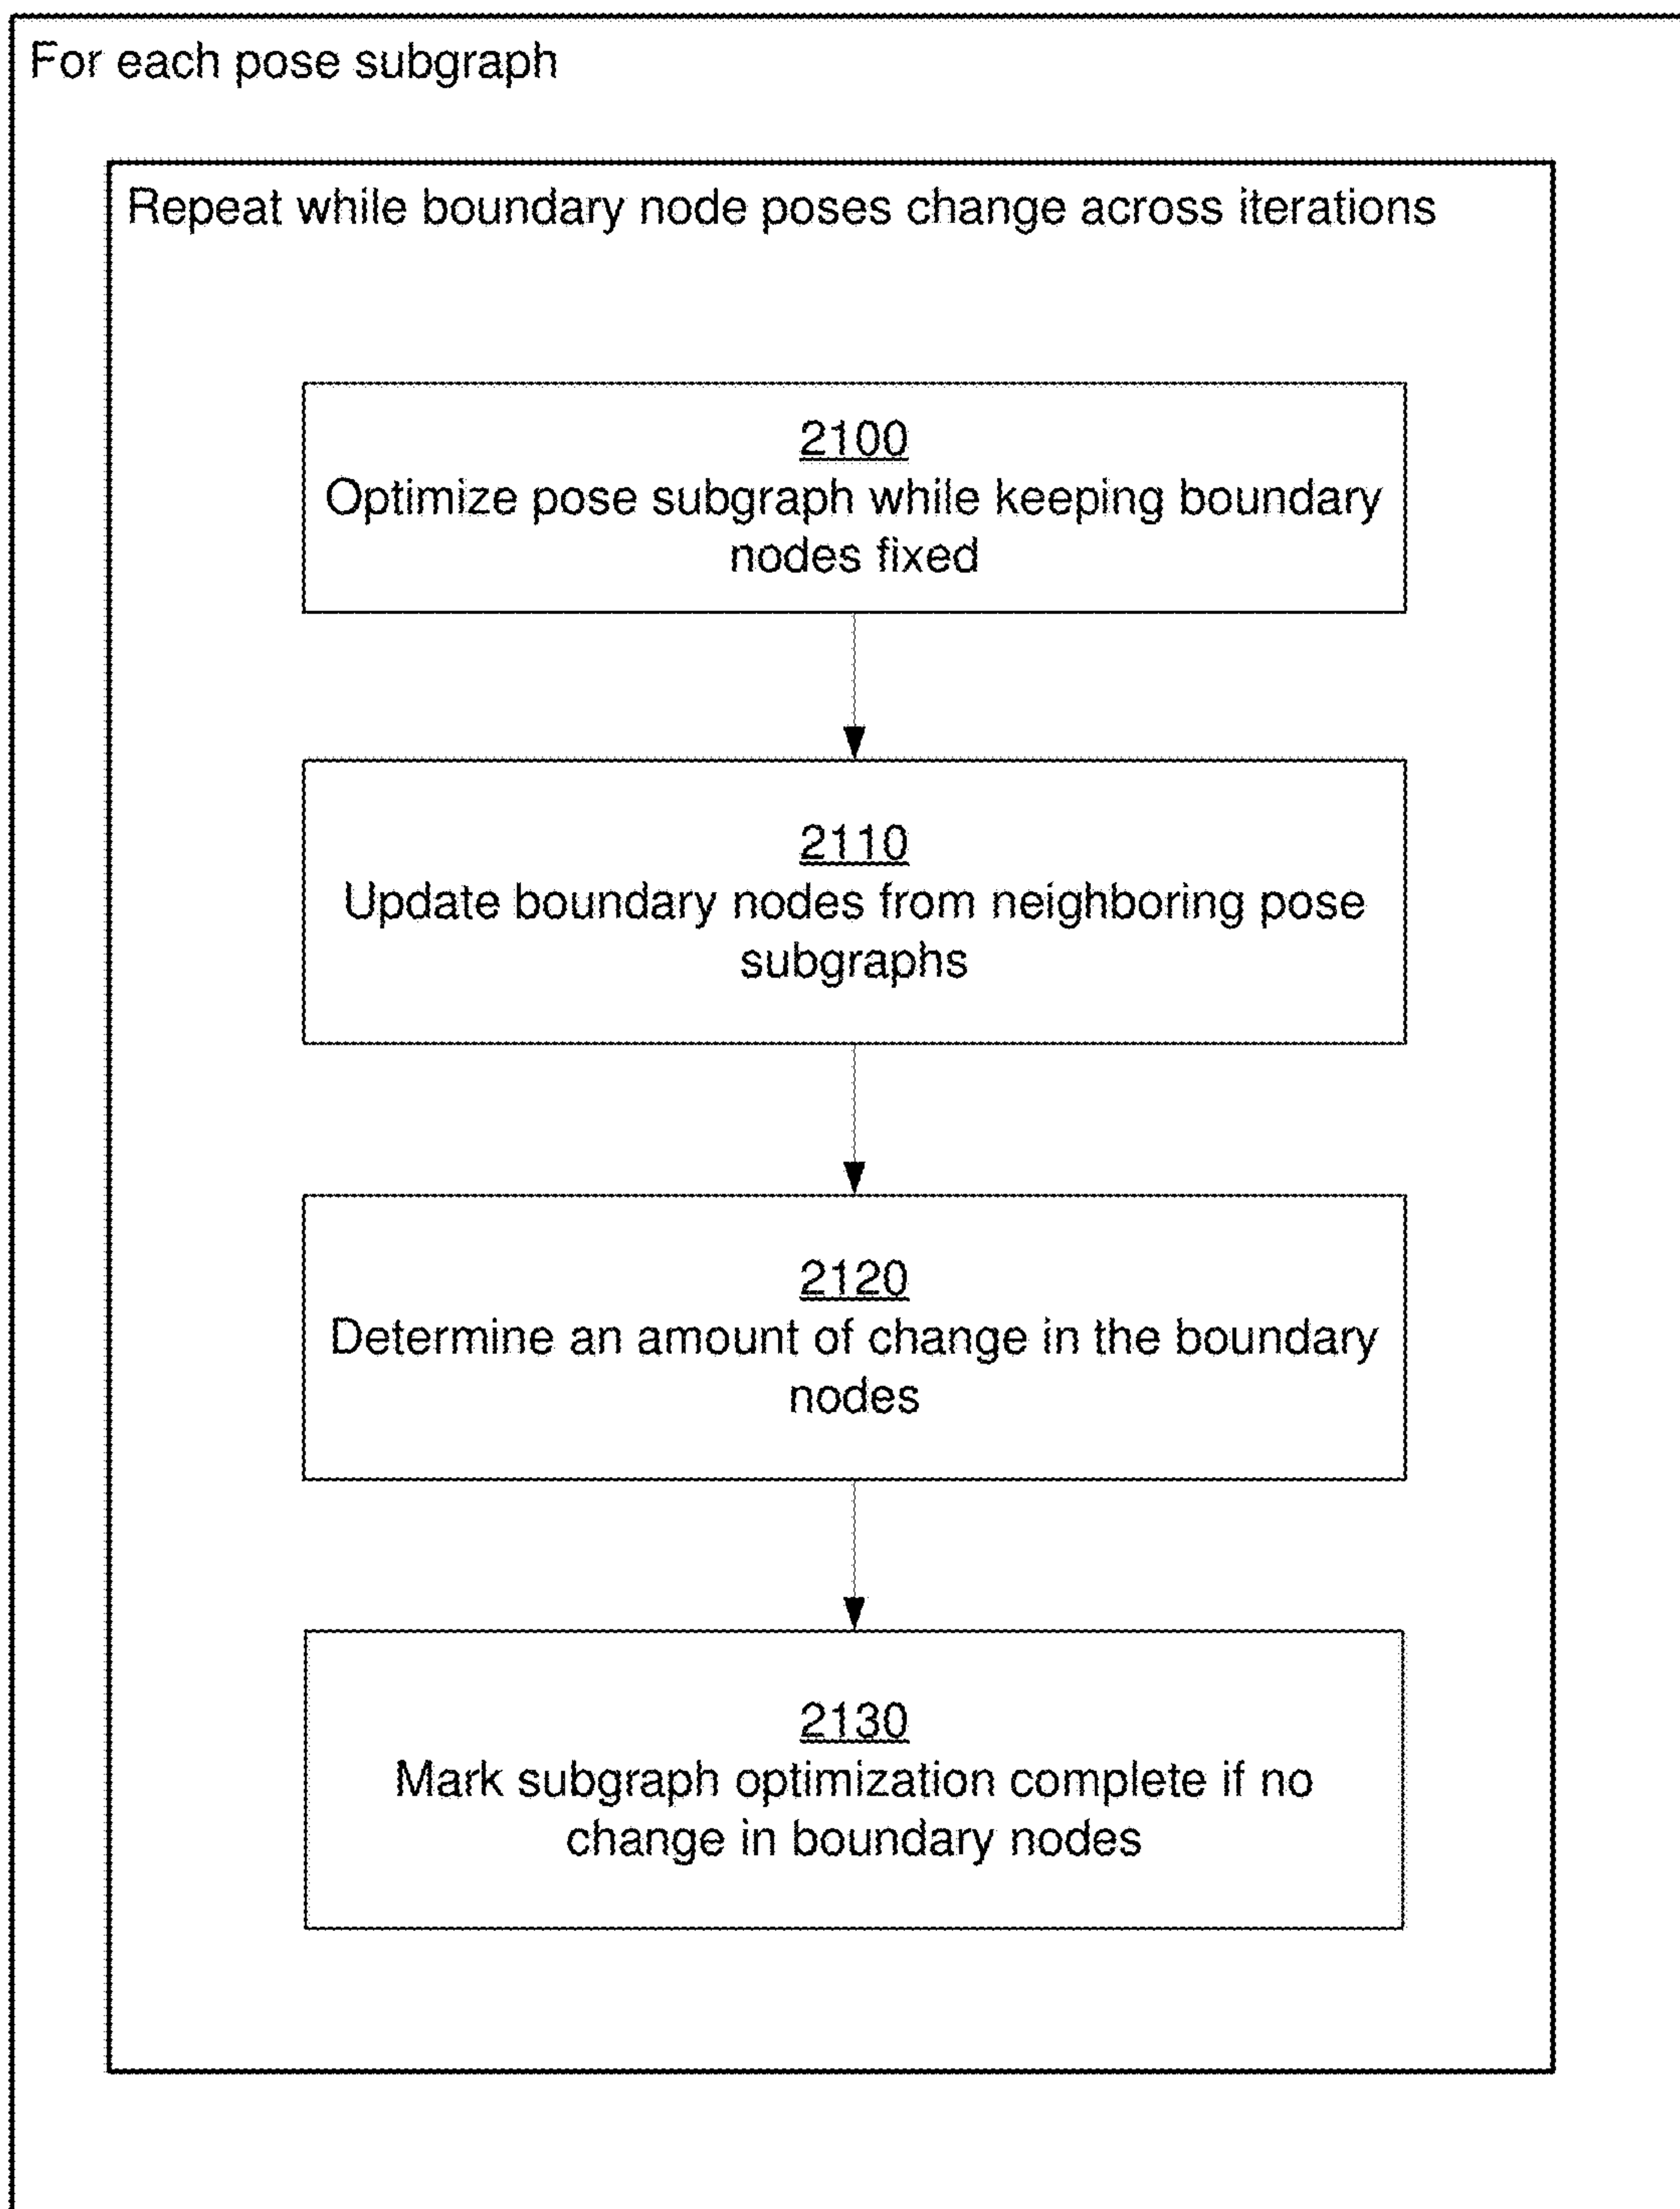 For each pose subgraph
Repeat while boundary node poses change across iterations
2100
Optimize pose subgraph while keeping boundary
nodes fixed
2110
Update boundary nodes from neighboring pose
subgraphs
2120
Determine an amount of change in the boundary
nodes
2130
Mark subgraph optimization complete if no
change in boundary nodes